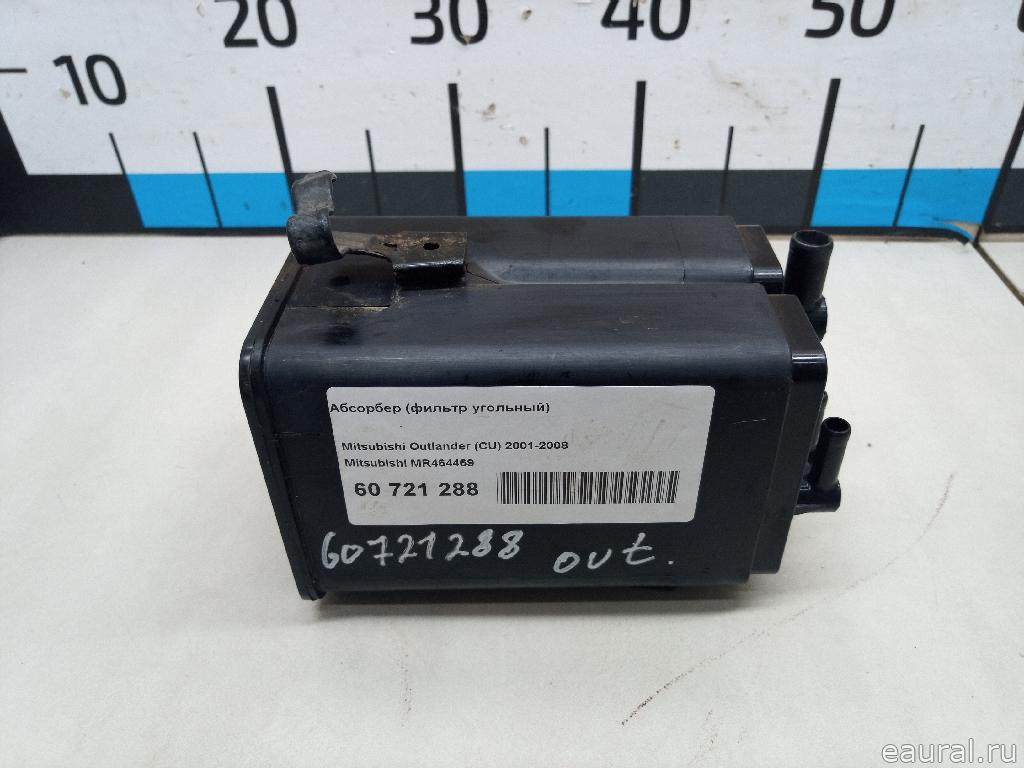 10 20 30 40 50
Абсорбер (фильтр угольный)
Mitsubishi Outlander (CU) 2001-2008
Mitsubishi MR464469
60 721 288
60721288 out.
eaural.ru